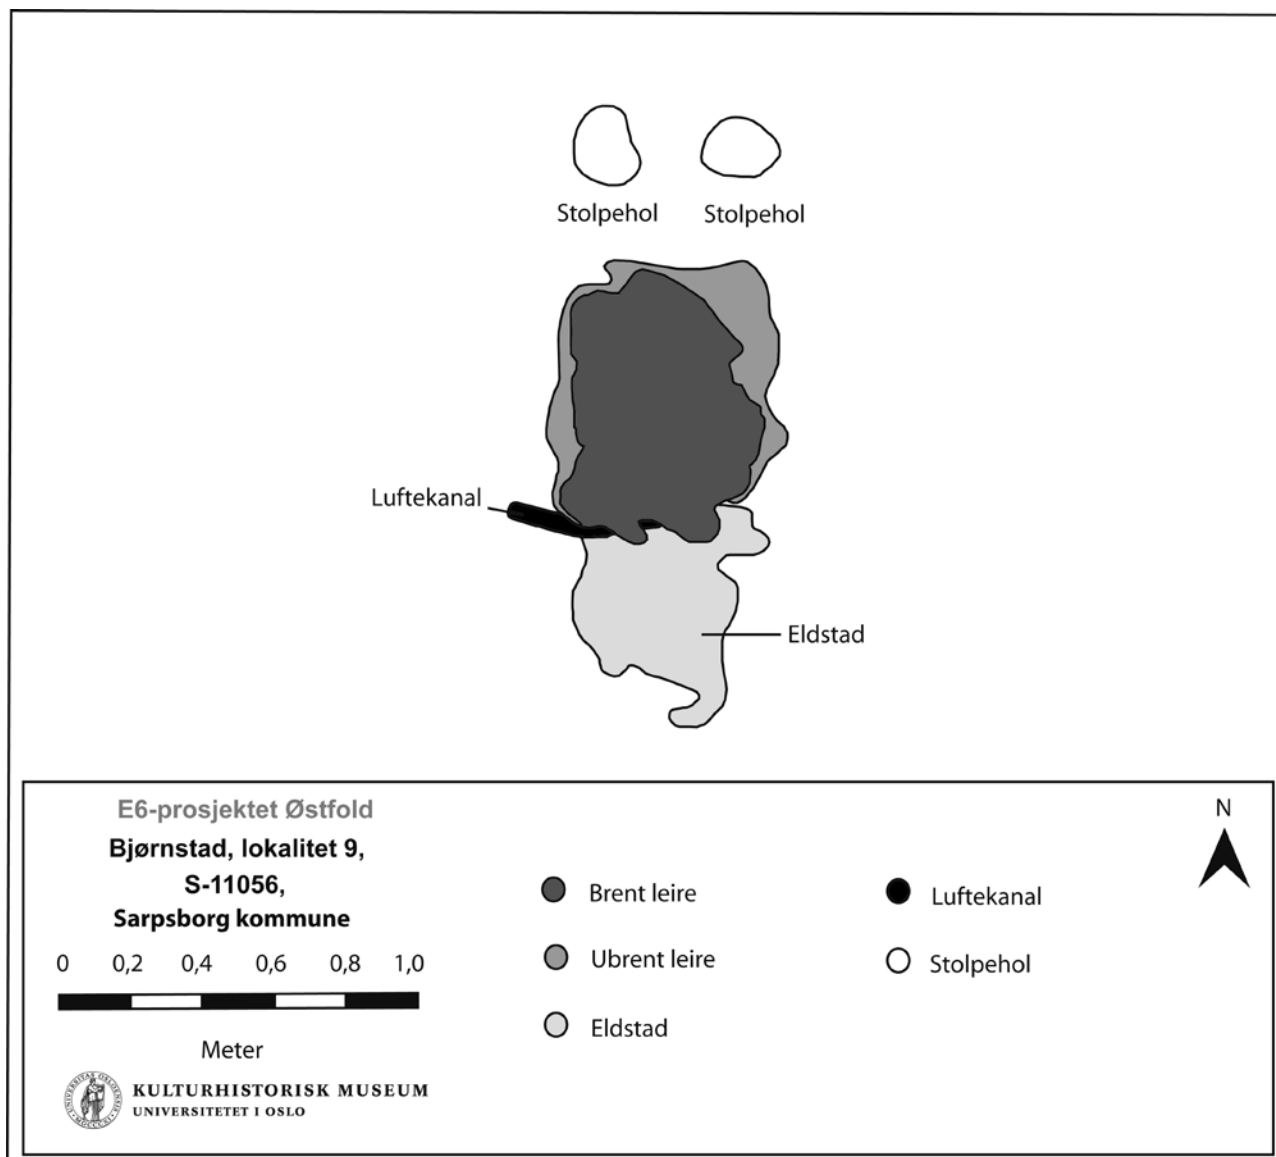 Stolpehol Stolpehol
Luftekanal
Eldstad
E6-prosjektet Østfold
Bjørnstad, lokalitet 9,
S-11056,
Sarpsborg kommune
0 0,2 0,4 0,6 0,8 1,0
Meter
KULTURHISTORISK MUSEUM
UNIVERSITETET I OSLO
Brent leire
Ubrent leire
Eldstad
Luftekanal
Stolpehol
N